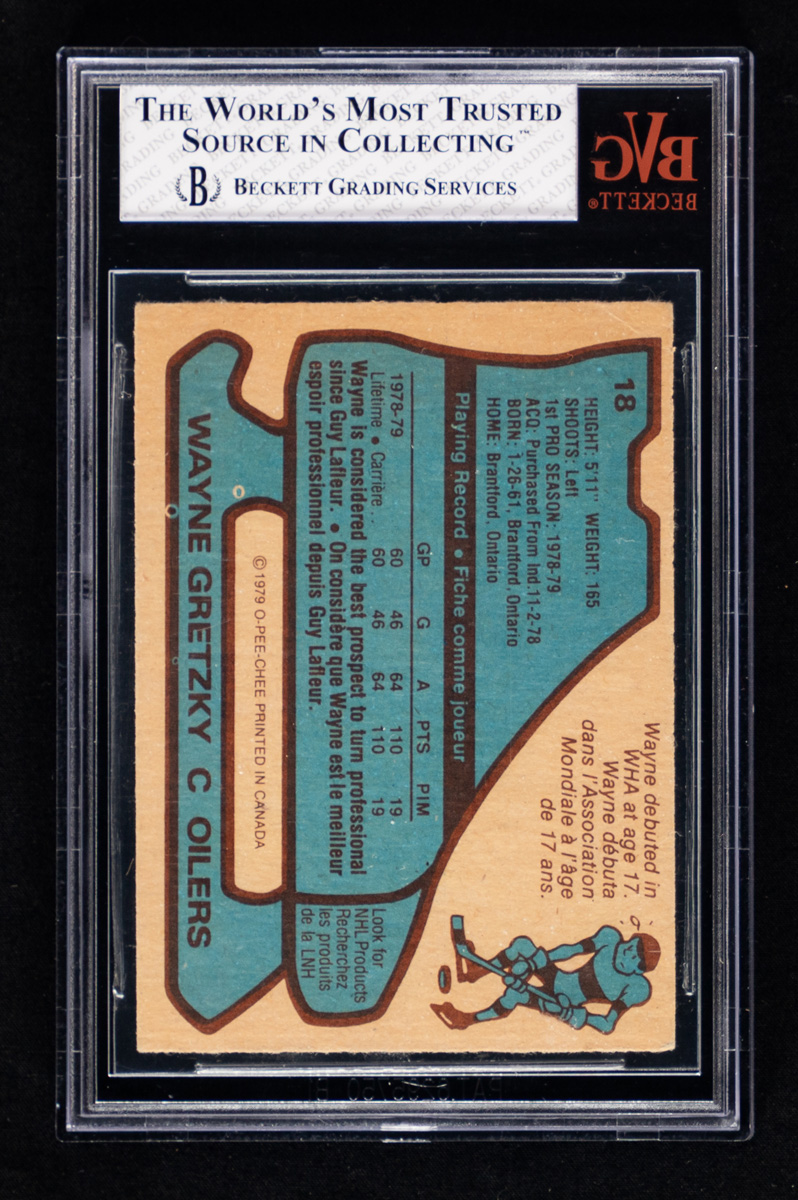 THE WORLD'S MOST TRUSTED
SOURCE IN COLLECTING™
B BECKETT GRADING SERVICES
BVG
BECKETT®
18
HEIGHT: 5'11" WEIGHT: 165
SHOOTS: Left
1st PRO SEASON: 1978-79
ACQ: Purchased From Ind. 11-2-78
BORN: 1-26-61, Brantford, Ontario
HOME: Brantford, Ontario
Playing Record • Fiche comme joueur
GP G A PTS PIM
1978-79 60 46 64 110 19
Lifetime • Carrière . . 60 46 64 110 19
Wayne is considered the best prospect to turn professional
since Guy Lafleur. • On considère que Wayne est le meilleur
espoir professionnel depuis Guy Lafleur.
Wayne debuted in
WHA at age 17.
Wayne débuta
dans l'Association
Mondiale à l'âge
de 17 ans.
Look for
NHL Products
Recherchez
les produits
de la LNH
©1979 O-PEE-CHEE PRINTED IN CANADA
WAYNE GRETZKY C OILERS